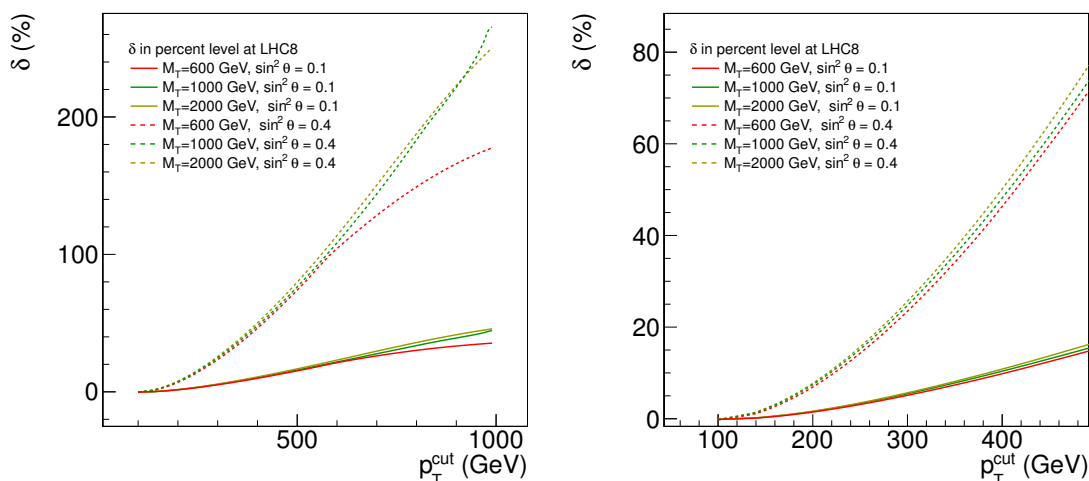 δ (%)
δ in percent level at LHC8
M_T=600 GeV, sin² θ = 0.1
M_T=1000 GeV, sin² θ = 0.1
M_T=2000 GeV, sin² θ = 0.1
M_T=600 GeV, sin² θ = 0.4
M_T=1000 GeV, sin² θ = 0.4
M_T=2000 GeV, sin² θ = 0.4
200
100
0
500 1000
p_T^cut (GeV)
δ (%)
80
δ in percent level at LHC8
M_T=600 GeV, sin² θ = 0.1
M_T=1000 GeV, sin² θ = 0.1
M_T=2000 GeV, sin² θ = 0.1
M_T=600 GeV, sin² θ = 0.4
M_T=1000 GeV, sin² θ = 0.4
M_T=2000 GeV, sin² θ = 0.4
60
40
20
0
100 200 300 400
p_T^cut (GeV)